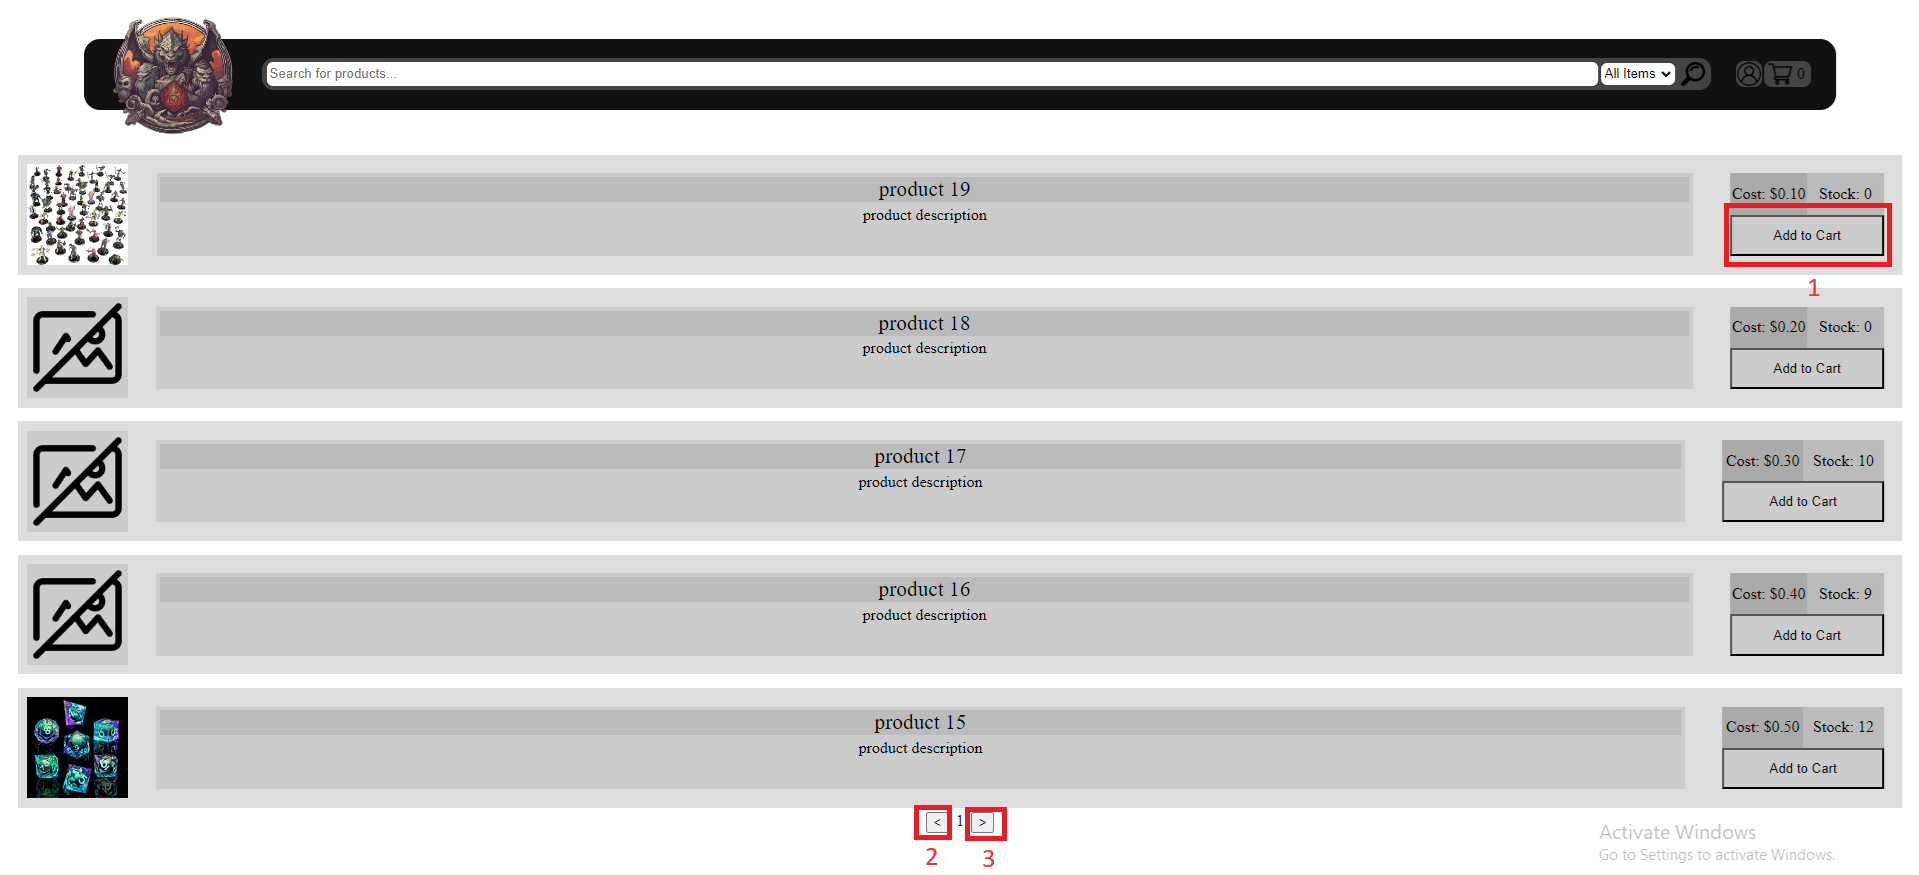 Search for products...
All Items
0
product 19
product description
Cost: $0.10
Stock: 0
Add to Cart
1
product 18
product description
Cost: $0.20
Stock: 0
Add to Cart
product 17
product description
Cost: $0.30
Stock: 10
Add to Cart
product 16
product description
Cost: $0.40
Stock: 9
Add to Cart
product 15
product description
Cost: $0.50
Stock: 12
Add to Cart
< 1 >
2
3
Activate Windows
Go to Settings to activate Windows.